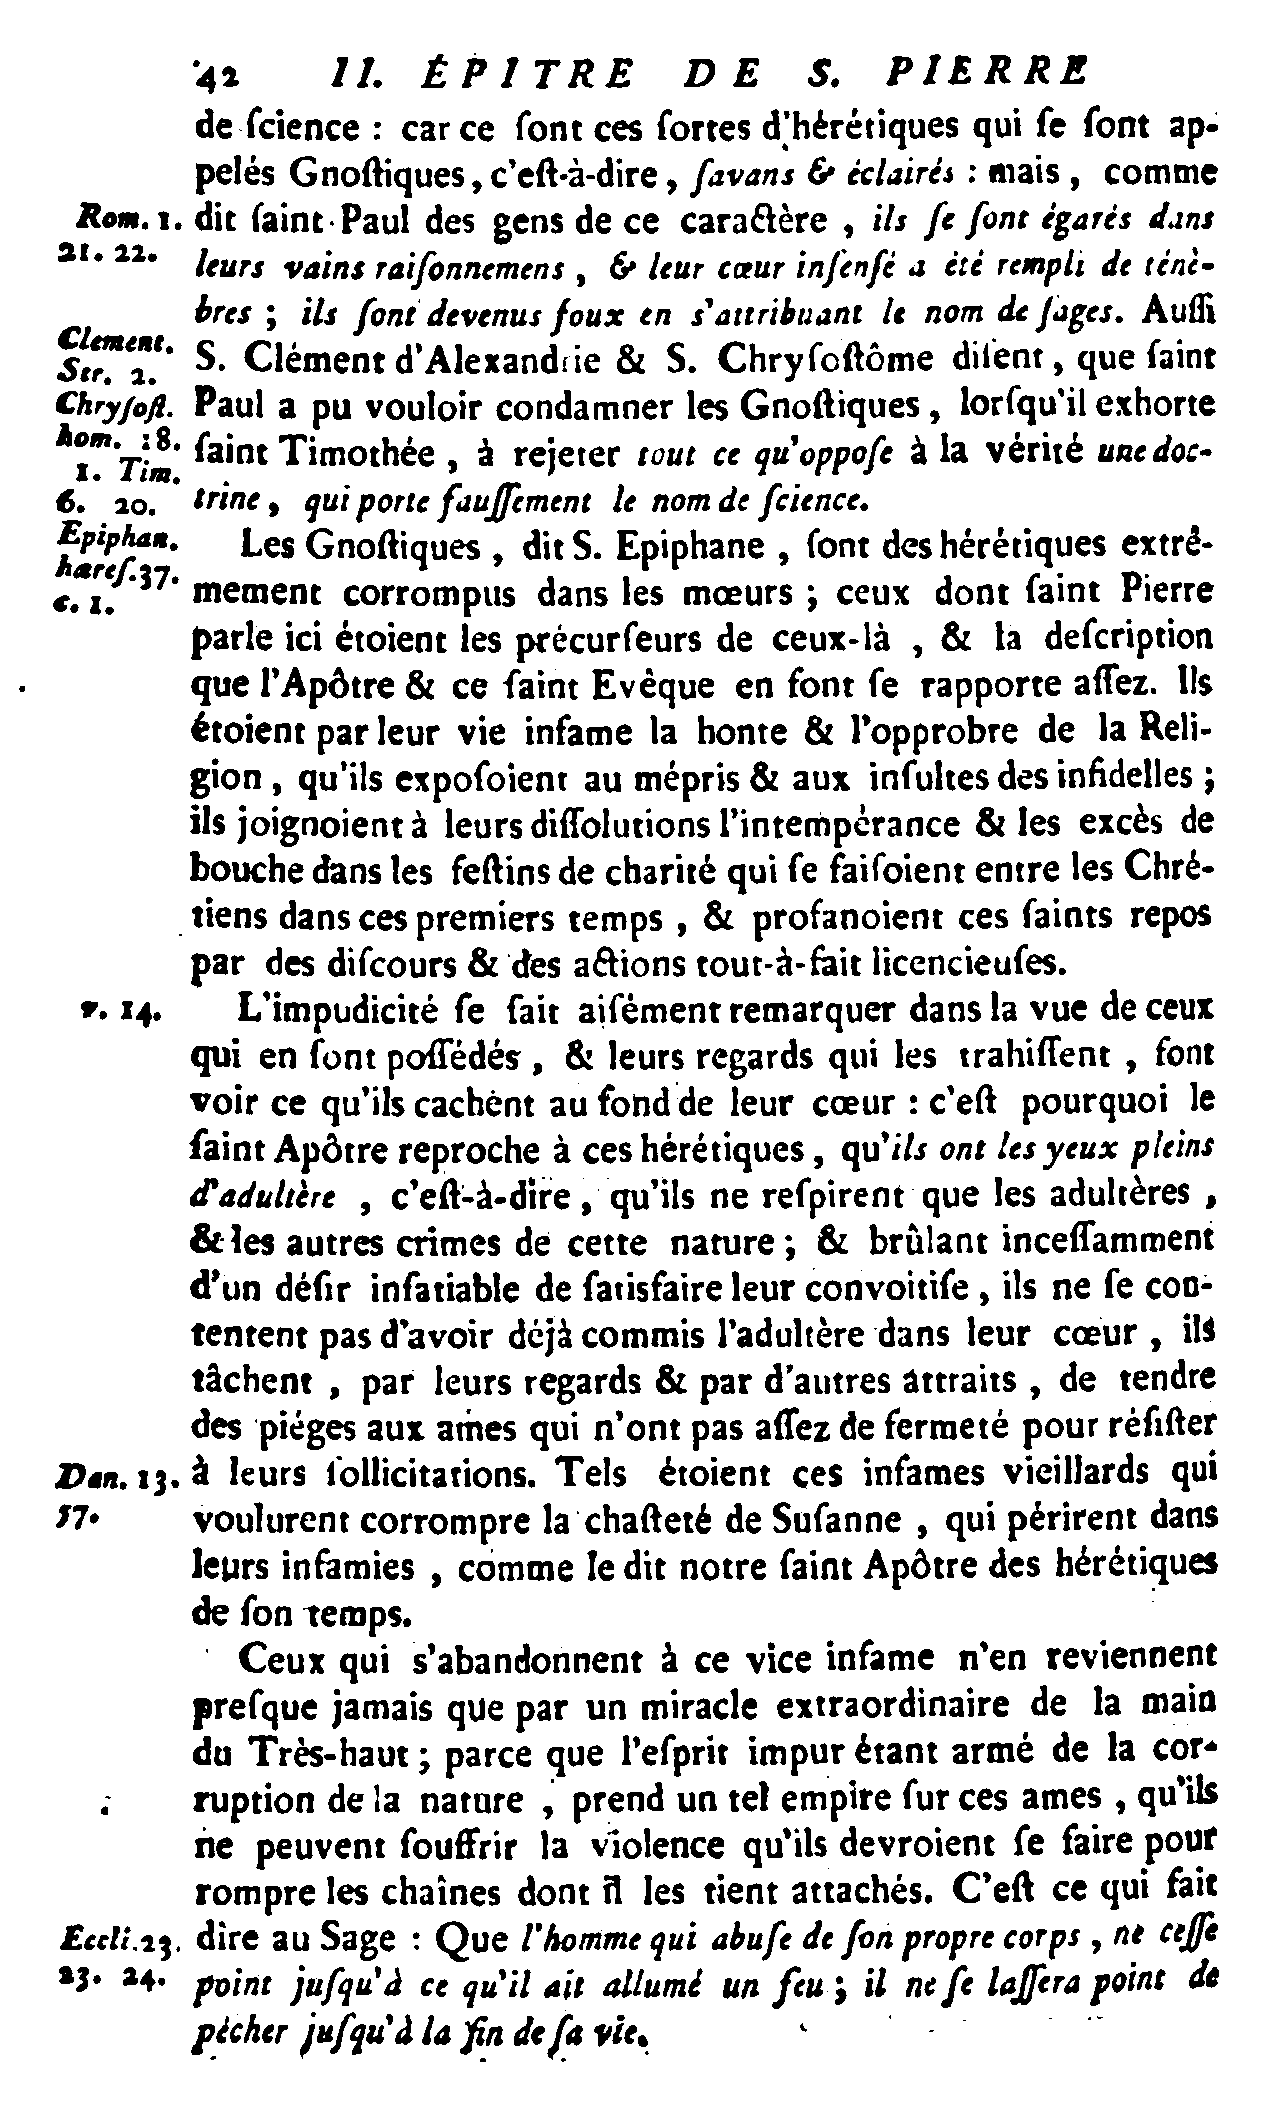 42 II. ÉPITRE DE S. PIERRE
de ſcience : car ce ſont ces ſortes d'hérétiques qui ſe ſont ap-
pelés Gnoſtiques, c'eſt-à-dire, ſavans & éclairés : mais, comme
Rom. 1. dit ſaint Paul des gens de ce caractère, ils ſe ſont égarés dans
21. 22. leurs vains raiſonnemens, & leur cœur inſenſé a été rempli de ténè-
bres ; ils ſont devenus foux en s'attribuant le nom de ſages. Auſſi
Clement. Str. 2. S. Clément d'Alexandrie & S. Chryſoſtôme diſent, que ſaint
Chryſoſt. Paul a pu vouloir condamner les Gnoſtiques, lorſqu'il exhorte
hom. 18. 1. Tim. ſaint Timothée, à rejeter tout ce qu'oppoſe à la vérité une doc-
6. 20. trine, qui porte fauſſement le nom de ſcience.
Epiphan. Les Gnoſtiques, dit S. Epiphane, ſont des hérétiques extrê-
hæreſ. 37. c. 1. mement corrompus dans les mœurs ; ceux dont ſaint Pierre
parle ici étoient les précurſeurs de ceux-là, & la deſcription
que l'Apôtre & ce ſaint Evêque en font ſe rapporte aſſez. Ils
étoient par leur vie infame la honte & l'opprobre de la Reli-
gion, qu'ils expoſoient au mépris & aux inſultes des infidelles ;
ils joignoient à leurs diſſolutions l'intempérance & les excès de
bouche dans les feſtins de charité qui ſe faiſoient entre les Chré-
tiens dans ces premiers temps, & profanoient ces ſaints repos
par des diſcours & des actions tout-à-fait licencieuſes.
v. 14. L'impudicité ſe fait aiſément remarquer dans la vue de ceux
qui en ſont poſſédés, & leurs regards qui les trahiſſent, font
voir ce qu'ils cachent au fond de leur cœur : c'eſt pourquoi le
ſaint Apôtre reproche à ces hérétiques, qu'ils ont les yeux pleins
d'adultère, c'eſt-à-dire, qu'ils ne reſpirent que les adultères,
& les autres crimes de cette nature ; & brûlant inceſſamment
d'un déſir inſatiable de ſatisfaire leur convoitiſe, ils ne ſe con-
tentent pas d'avoir déjà commis l'adultère dans leur cœur, ils
tâchent, par leurs regards & par d'autres attraits, de tendre
des piéges aux ames qui n'ont pas aſſez de fermeté pour réſiſter
Dan. 13. à leurs ſollicitations. Tels étoient ces infames vieillards qui
57. voulurent corrompre la chaſteté de Suſanne, qui périrent dans
leurs infamies, comme le dit notre ſaint Apôtre des hérétiques
de ſon temps.
Ceux qui s'abandonnent à ce vice infame n'en reviennent
preſque jamais que par un miracle extraordinaire de la main
du Très-haut ; parce que l'eſprit impur étant armé de la cor-
ruption de la nature, prend un tel empire ſur ces ames, qu'ils
ne peuvent ſouffrir la violence qu'ils devroient ſe faire pour
rompre les chaînes dont il les tient attachés. C'eſt ce qui fait
Eccli. 23. dire au Sage : Que l'homme qui abuſe de ſon propre corps, ne ceſſe
23. 24. point juſqu'à ce qu'il ait allumé un feu ; il ne ſe laſſera point de
pécher juſqu'à la fin de ſa vie.